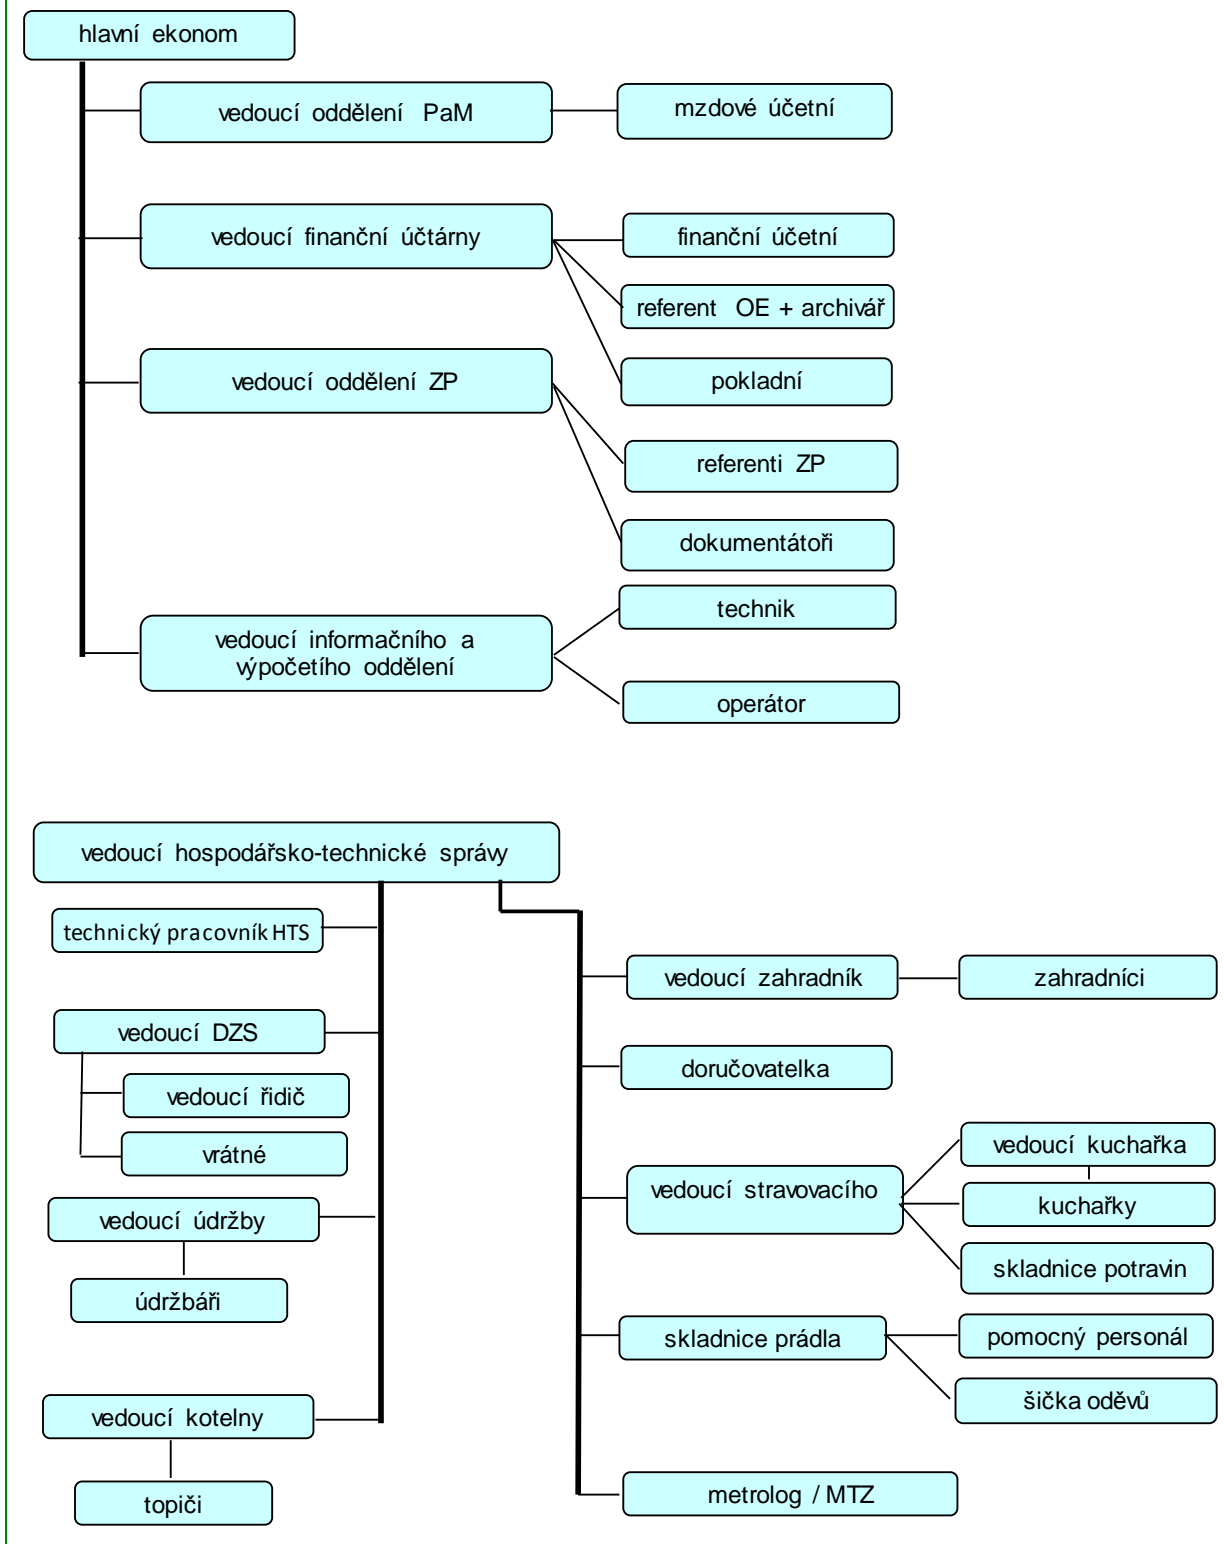 hlavní ekonom
vedoucí oddělení PaM
mzdové účetní
vedoucí finanční účtárny
finanční účetní
referent OE + archivář
vedoucí oddělení ZP
pokladní
referenti ZP
dokumentátoři
technik
vedoucí informačního a
výpočetího oddělení
operátor
vedoucí hospodářsko-technické správy
technický pracovník HTS
vedoucí DZS
vedoucí řidič
vrátné
vedoucí údržby
údržbáři
vedoucí kotelny
topiči
vedoucí zahradník
zahradníci
doručovatelka
vedoucí stravovacího
vedoucí kuchařka
kuchařky
skladnice potravin
skladnice prádla
pomocný personál
šička oděvů
metrolog / MTZ